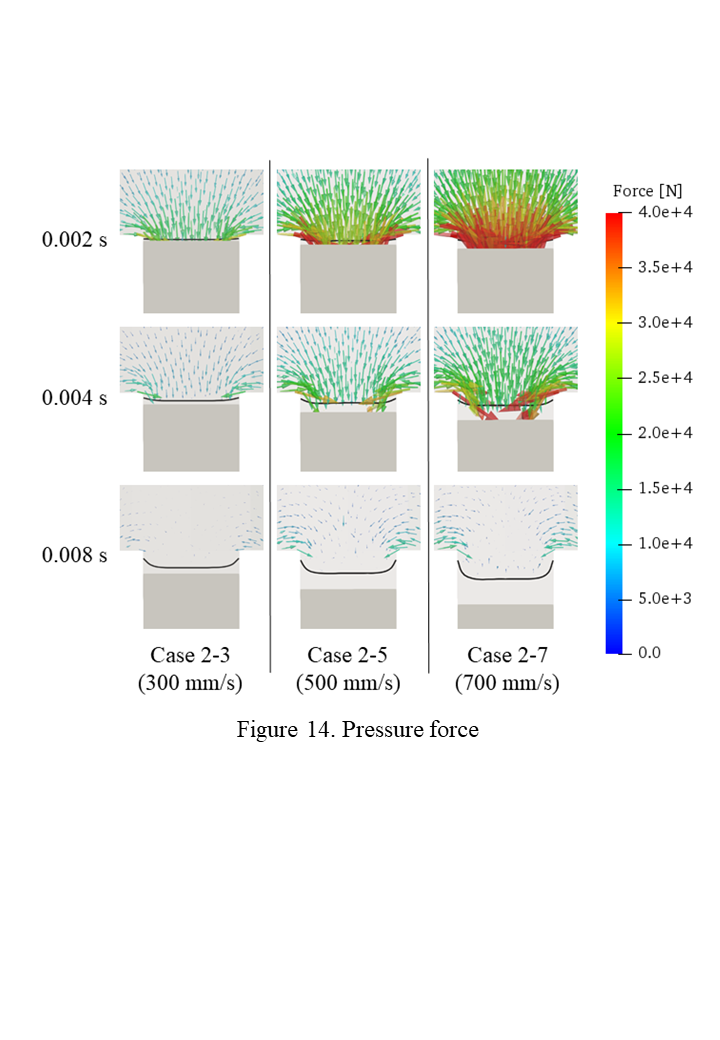 Force [N]
4.0e+4
3.5e+4
3.0e+4
2.5e+4
2.0e+4
1.5e+4
1.0e+4
5.0e+3
0.0
0.002 s
0.004 s
0.008 s
Case 2-3 Case 2-5 Case 2-7
(300 mm/s) (500 mm/s) (700 mm/s)
Figure 14. Pressure force